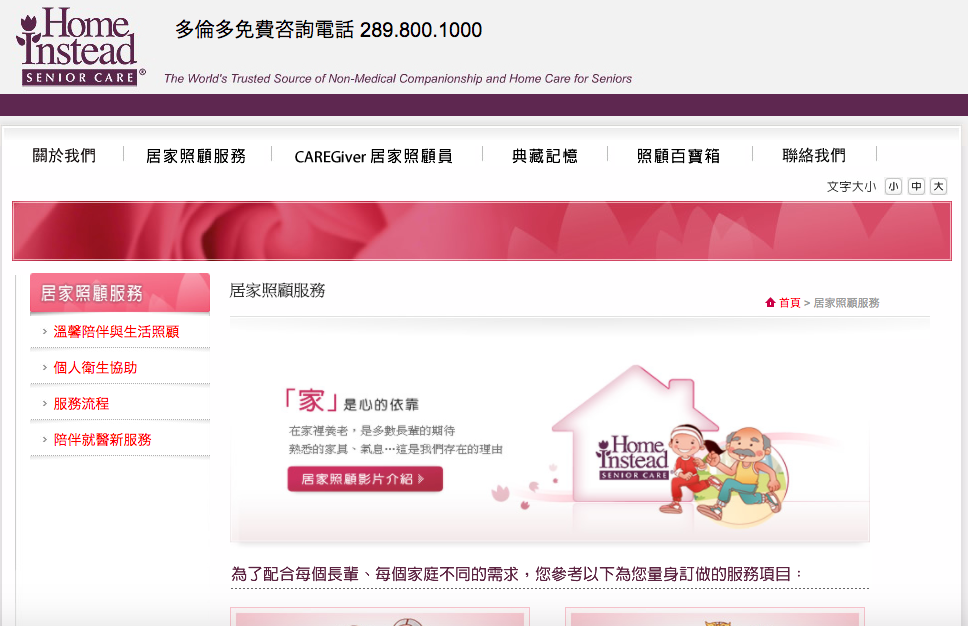 Home
Instead
SENIOR CARE®
多倫多免費咨詢電話 289.800.1000
The World's Trusted Source of Non-Medical Companionship and Home Care for Seniors
關於我們 居家照顧服務 CAREGiver 居家照顧員 典藏記憶 照顧百寶箱 聯絡我們
文字大小 小 中 大
居家照顧服務
› 溫馨陪伴與生活照顧
› 個人衛生協助
› 服務流程
› 陪伴就醫新服務
居家照顧服務
首頁 > 居家照顧服務
「家」是心的依靠
在家裡養老，是多數長輩的期待
熟悉的家具、氣息…這是我們存在的理由
居家照顧影片介紹
Home
Instead
SENIOR CARE
為了配合每個長輩、每個家庭不同的需求，您參考以下為您量身訂做的服務項目：